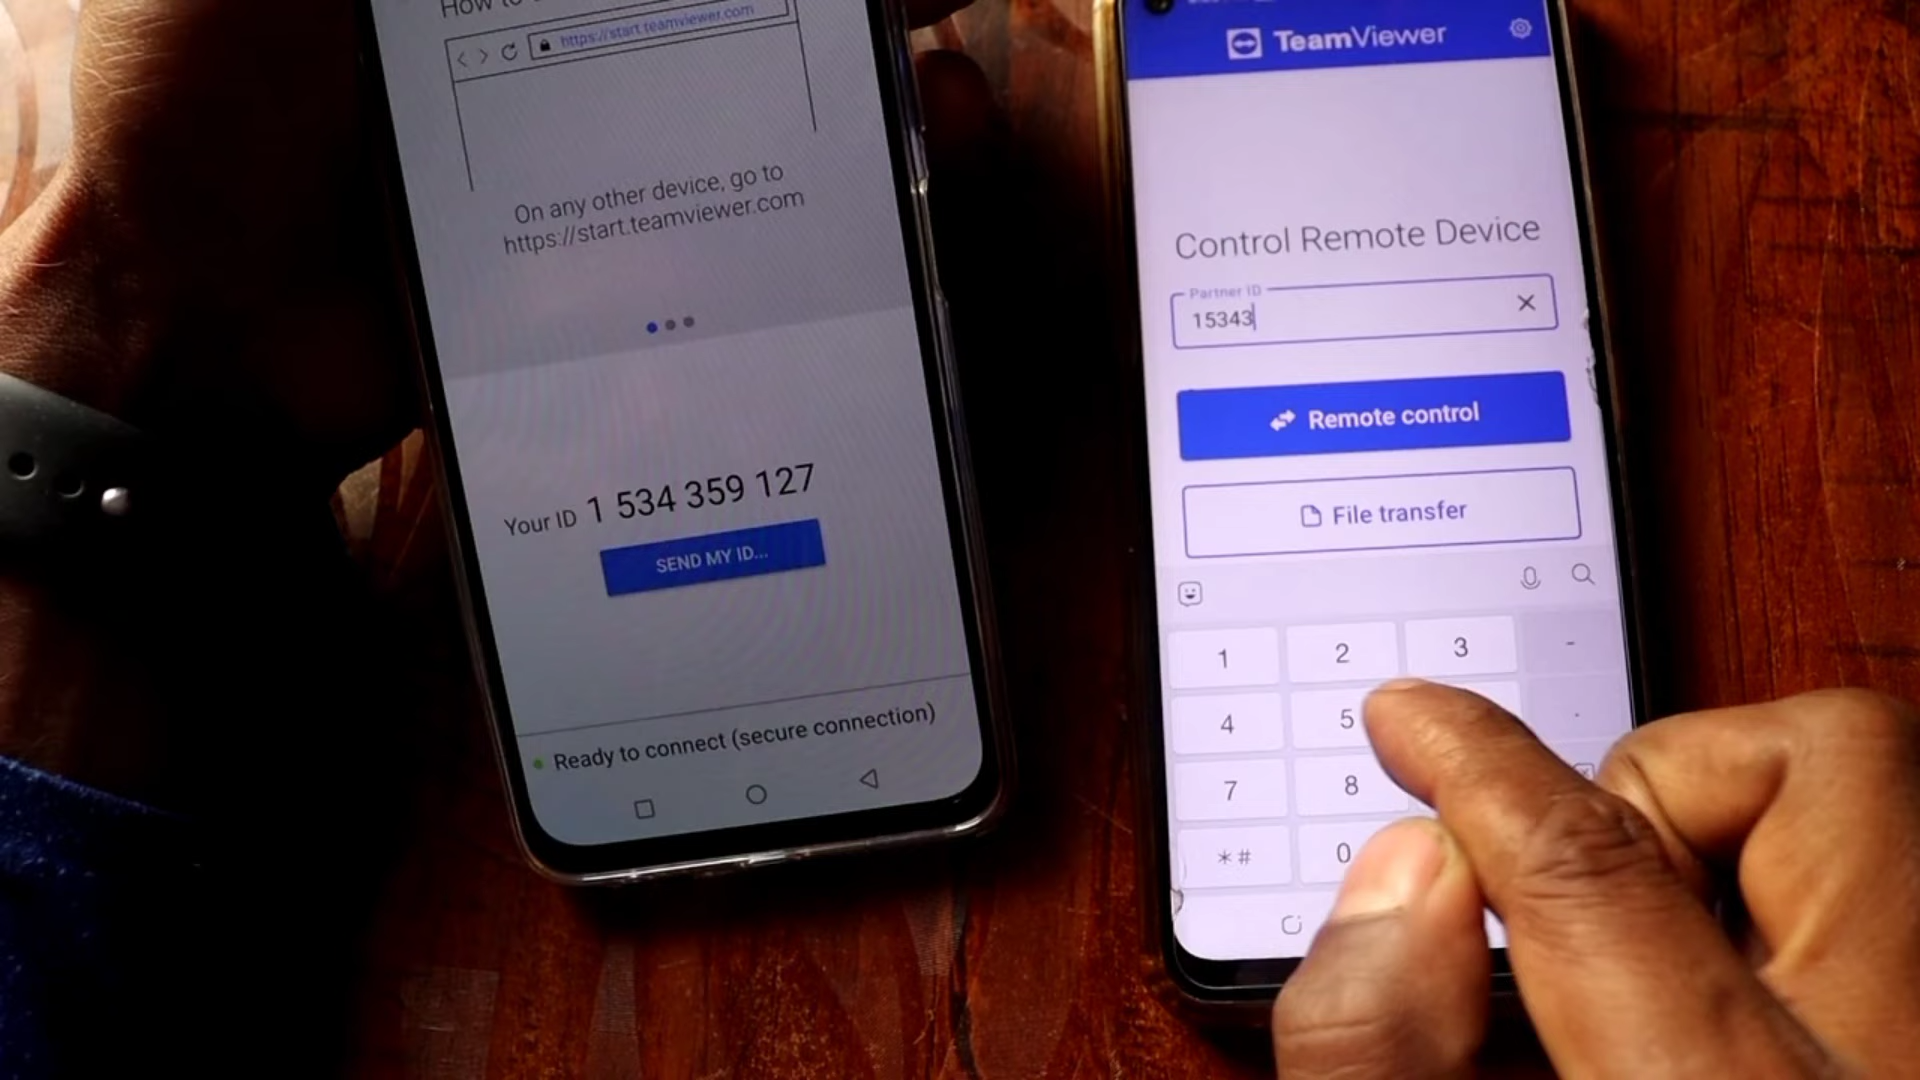 How to
https://start.teamviewer.com
On any other device, go to
https://start.teamviewer.com
Your ID 1 534 359 127
SEND MY ID...
Ready to connect (secure connection)
TeamViewer
Control Remote Device
Partner ID
15343
Remote control
File transfer
1 2 3 -
4 5 .
7 8
*# 0